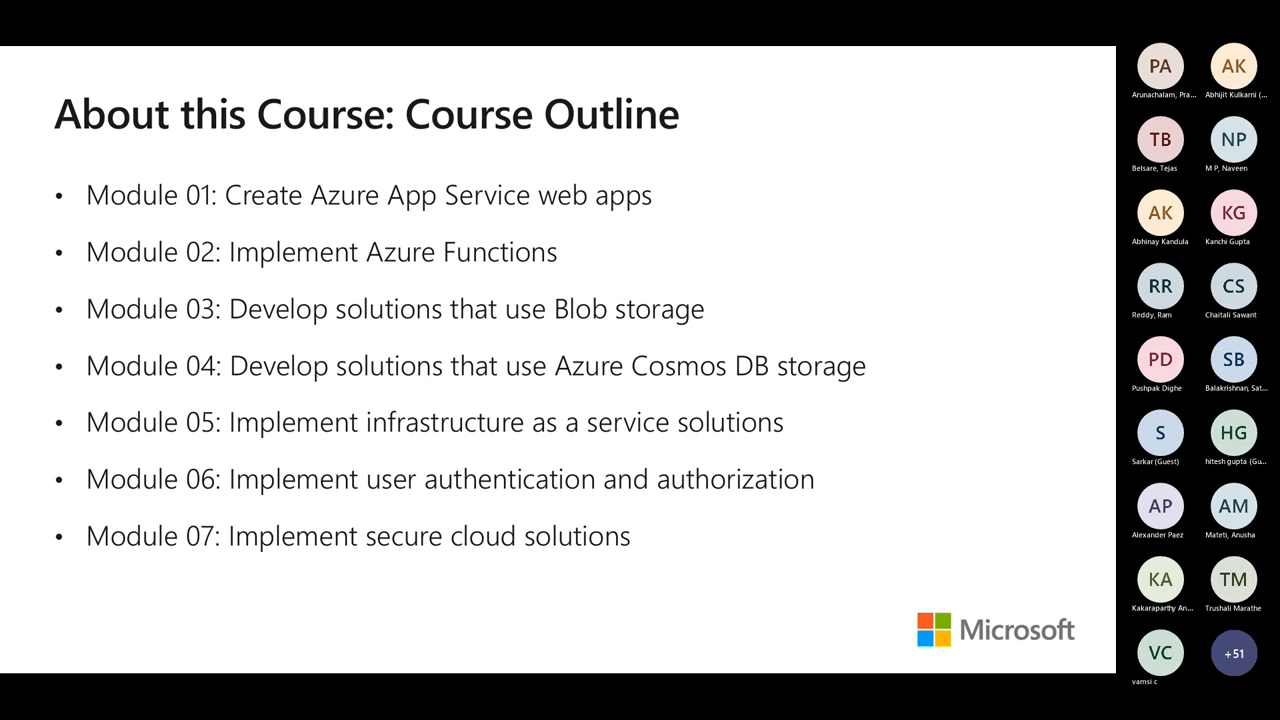 About this Course: Course Outline
• Module 01: Create Azure App Service web apps
• Module 02: Implement Azure Functions
• Module 03: Develop solutions that use Blob storage
• Module 04: Develop solutions that use Azure Cosmos DB storage
• Module 05: Implement infrastructure as a service solutions
• Module 06: Implement user authentication and authorization
• Module 07: Implement secure cloud solutions
Microsoft
PA AK
Arunachalam, Pra... Abhijit Kulkarni (...
TB NP
Belsare, Tejas M P, Naveen
AK KG
Abhinay Kandula Kanchi Gupta
RR CS
Reddy, Ram Chaitali Sawant
PD SB
Pushpak Dighe Balakrishnan, Sat...
S HG
Sarkar (Guest) hitesh gupta (Gu...
AP AM
Alexander Paez Mateti, Anusha
KA TM
Kakaraparthy An... Trushali Marathe
VC +51
vamsi c